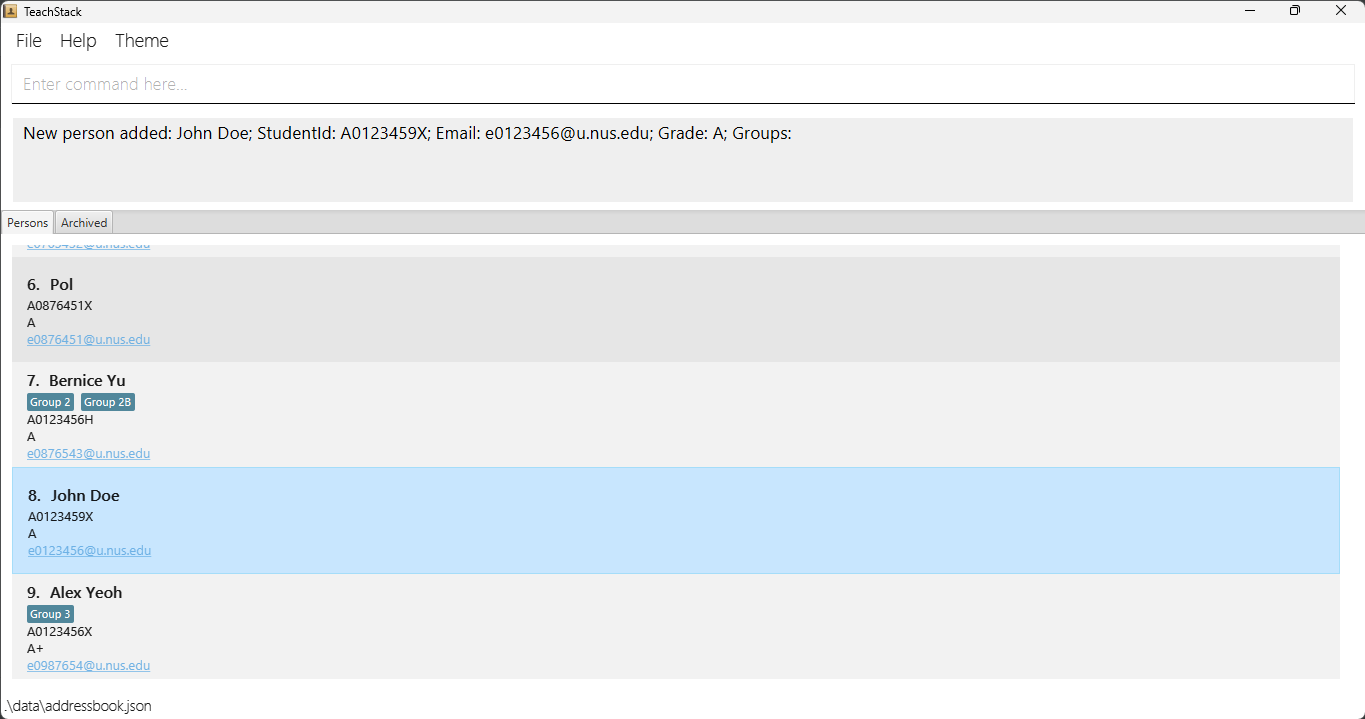 TeachStack
File Help Theme
Enter command here...
New person added: John Doe; StudentId: A0123459X; Email: e0123456@u.nus.edu; Grade: A; Groups:
Persons Archived
6. Pol
A0876451X
A
e0876451@u.nus.edu
7. Bernice Yu
Group 2 Group 2B
A0123456H
A
e0876543@u.nus.edu
8. John Doe
A0123459X
A
e0123456@u.nus.edu
9. Alex Yeoh
Group 3
A0123456X
A+
e0987654@u.nus.edu
.\data\addressbook.json